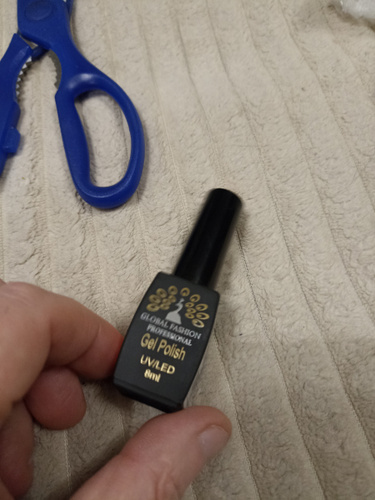 GLOBAL FASHION
PROFESSIONAL
Gel Polish
UV/LED
8ml